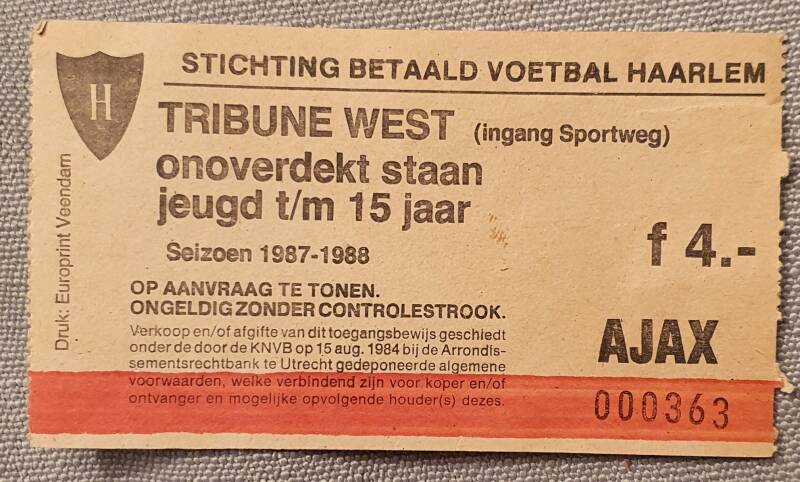 H
STICHTING BETAALD VOETBAL HAARLEM
TRIBUNE WEST (ingang Sportweg)
onoverdekt staan
jeugd t/m 15 jaar
f 4.-
Seizoen 1987-1988
OP AANVRAAG TE TONEN.
ONGELDIG ZONDER CONTROLESTROOK.
Verkoop en/of afgifte van dit toegangsbewijs geschiedt
onder de door de KNVB op 15 aug. 1984 bij de Arrondis-
sementsrechtbank te Utrecht gedeponeerde algemene
voorwaarden, welke verbindend zijn voor koper en/of
ontvanger en mogelijke opvolgende houder(s) dezes.
AJAX
000363
Druk: Europrint Veendam